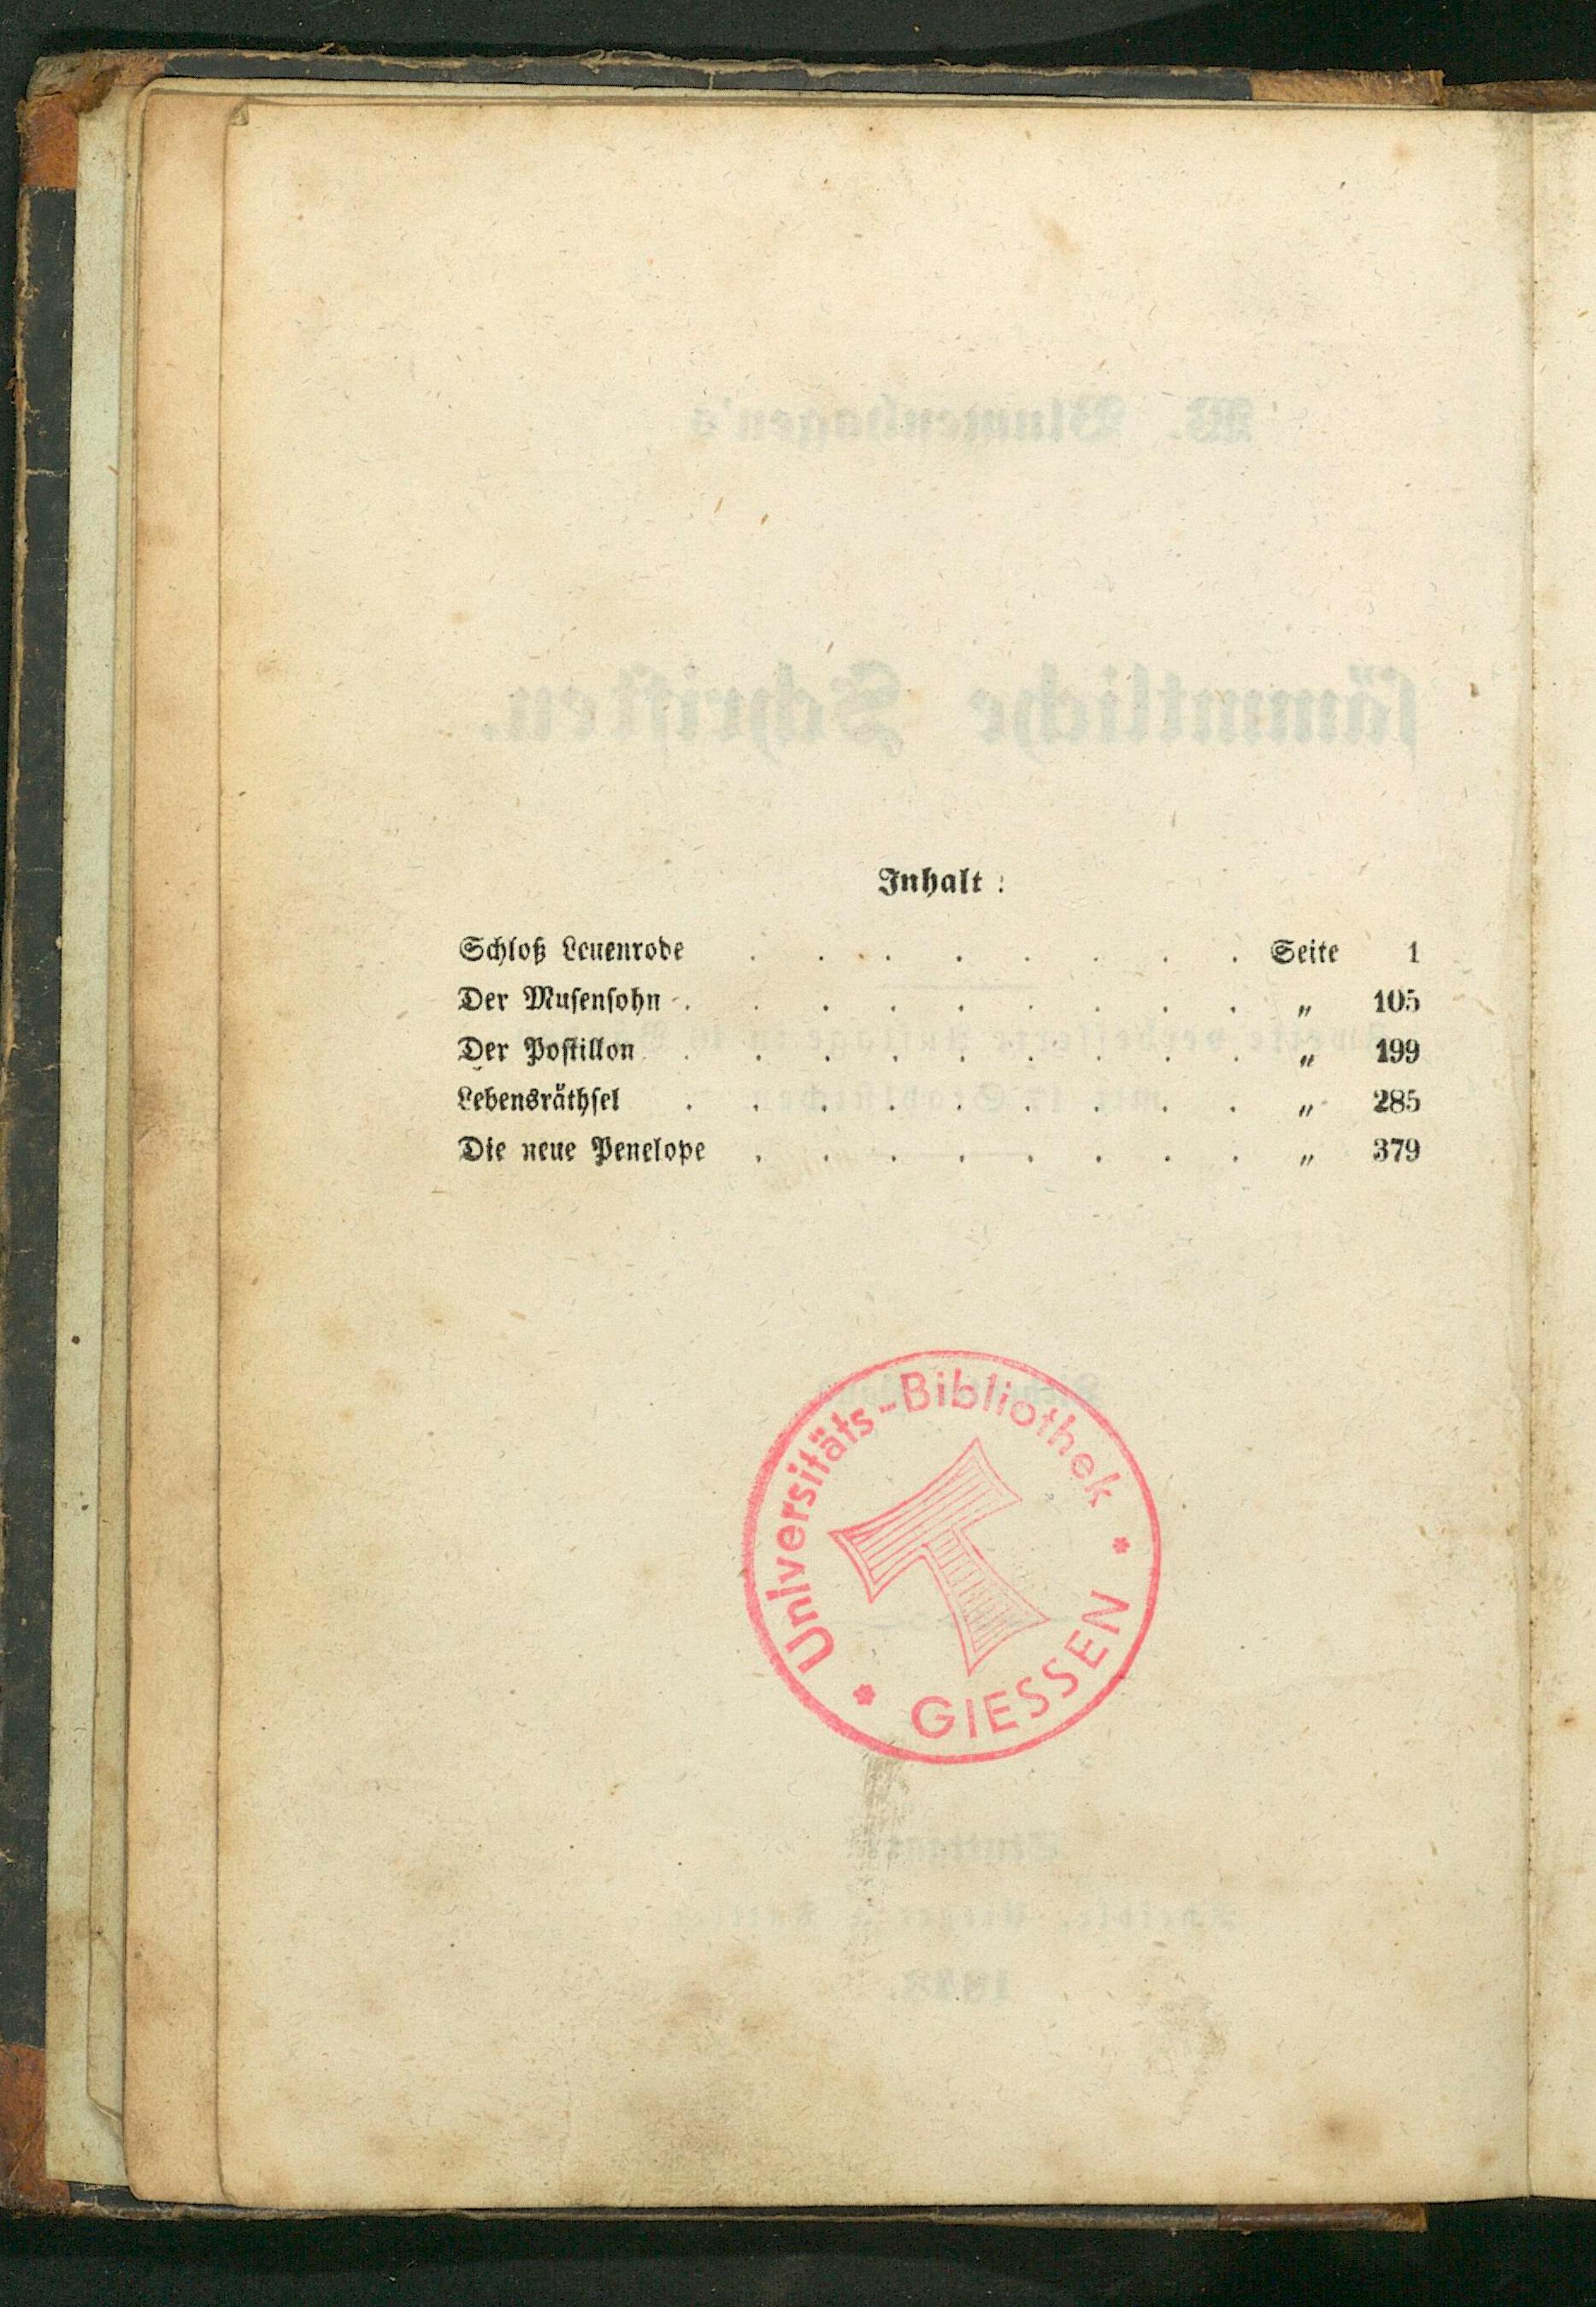 Inhalt:
Schloß Leuenrode . . . . . . . . Seite 1
Der Musensohn . . . . . . . . . „ 105
Der Postillon . . . . . . . . . „ 199
Lebensräthsel . . . . . . . . . „ 285
Die neue Penelope . . . . . . . . „ 379
Universitäts-Bibliothek
GIESSEN